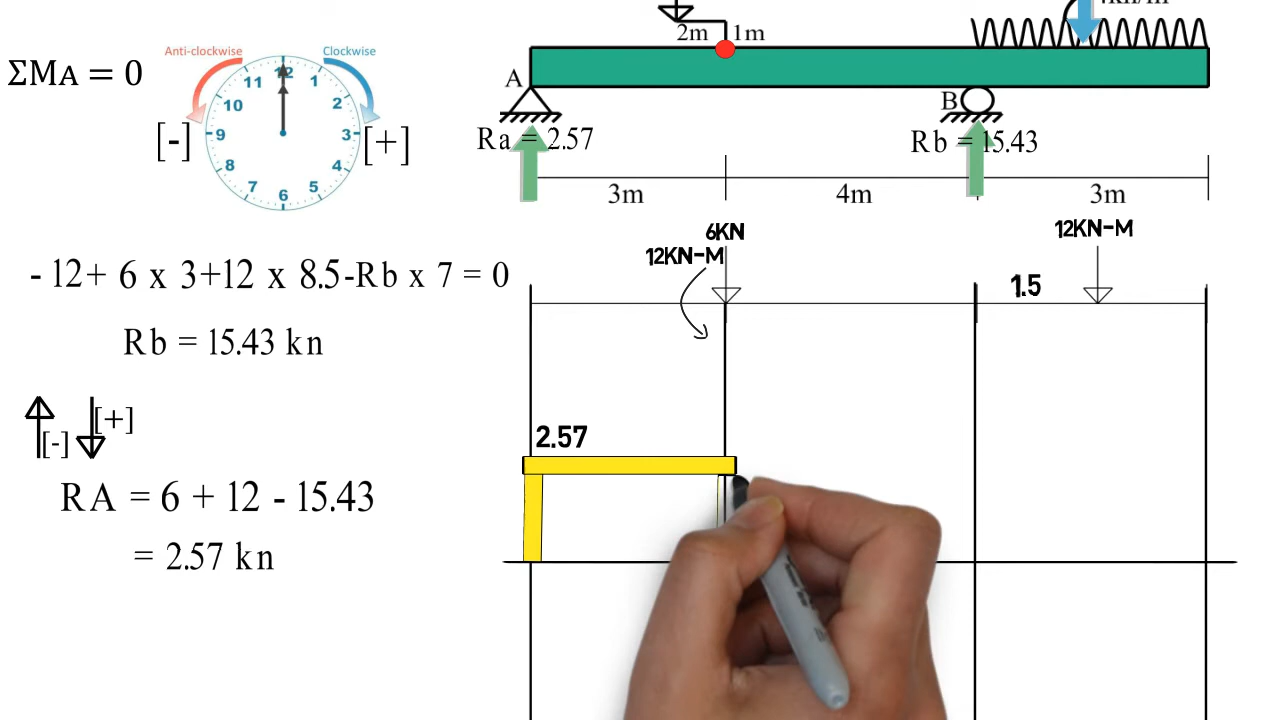 4kn/m
2m 1m
ΣMA = 0
Anti-clockwise Clockwise
12 1 2 3 4 5 6 7 8 9 10 11
[-] [+]
A
B
Ra = 2.57
Rb = 15.43
3m 4m 3m
6KN
12KN-M
12KN-M
1.5
- 12+ 6 x 3+12 x 8.5-Rb x 7 = 0
Rb = 15.43 kn
[-] [+]
2.57
RA = 6 + 12 - 15.43
= 2.57 kn